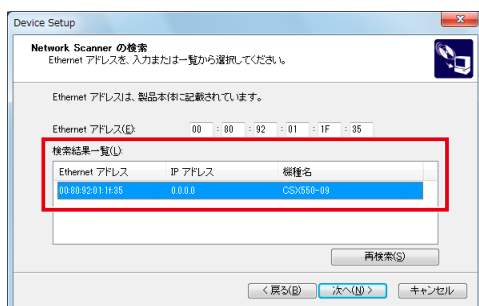 Device Setup
Network Scanner の検索
Ethernet アドレスを、入力または一覧から選択してください。
Ethernet アドレスは、製品本体に記載されています。
Ethernet アドレス(E): 00 : 80 : 92 : 01 : 1F : 35
検索結果一覧(L):
Ethernet アドレス IP アドレス 機種名
00:80:92:01:1f:35 0.0.0.0 CSX550-09
再検索(S)
< 戻る(B) 次へ(N) > キャンセル